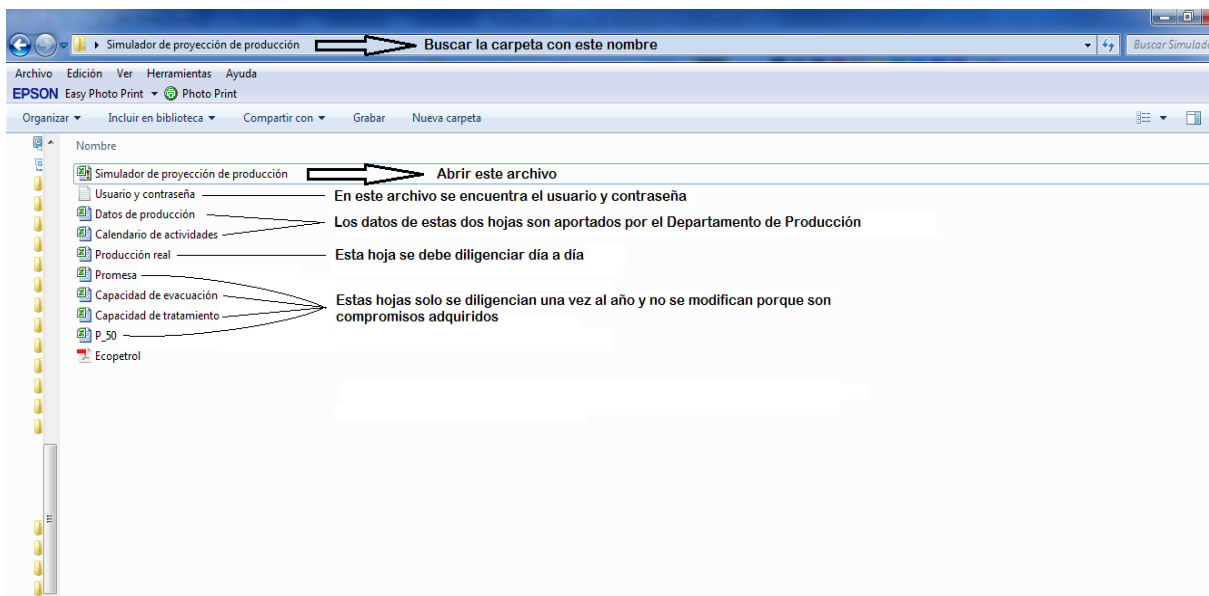 Simulador de proyección de producción
Buscar la carpeta con este nombre
Buscar Simulad
Archivo Edición Ver Herramientas Ayuda
EPSON Easy Photo Print Photo Print
Organizar Incluir en biblioteca Compartir con Grabar Nueva carpeta
Nombre
Simulador de proyección de producción
Abrir este archivo
Usuario y contraseña
En este archivo se encuentra el usuario y contraseña
Datos de producción
Los datos de estas dos hojas son aportados por el Departamento de Producción
Calendario de actividades
Producción real
Esta hoja se debe diligenciar día a día
Promesa
Capacidad de evacuación
Estas hojas solo se diligencian una vez al año y no se modifican porque son
compromisos adquiridos
Capacidad de tratamiento
P_50
Ecopetrol